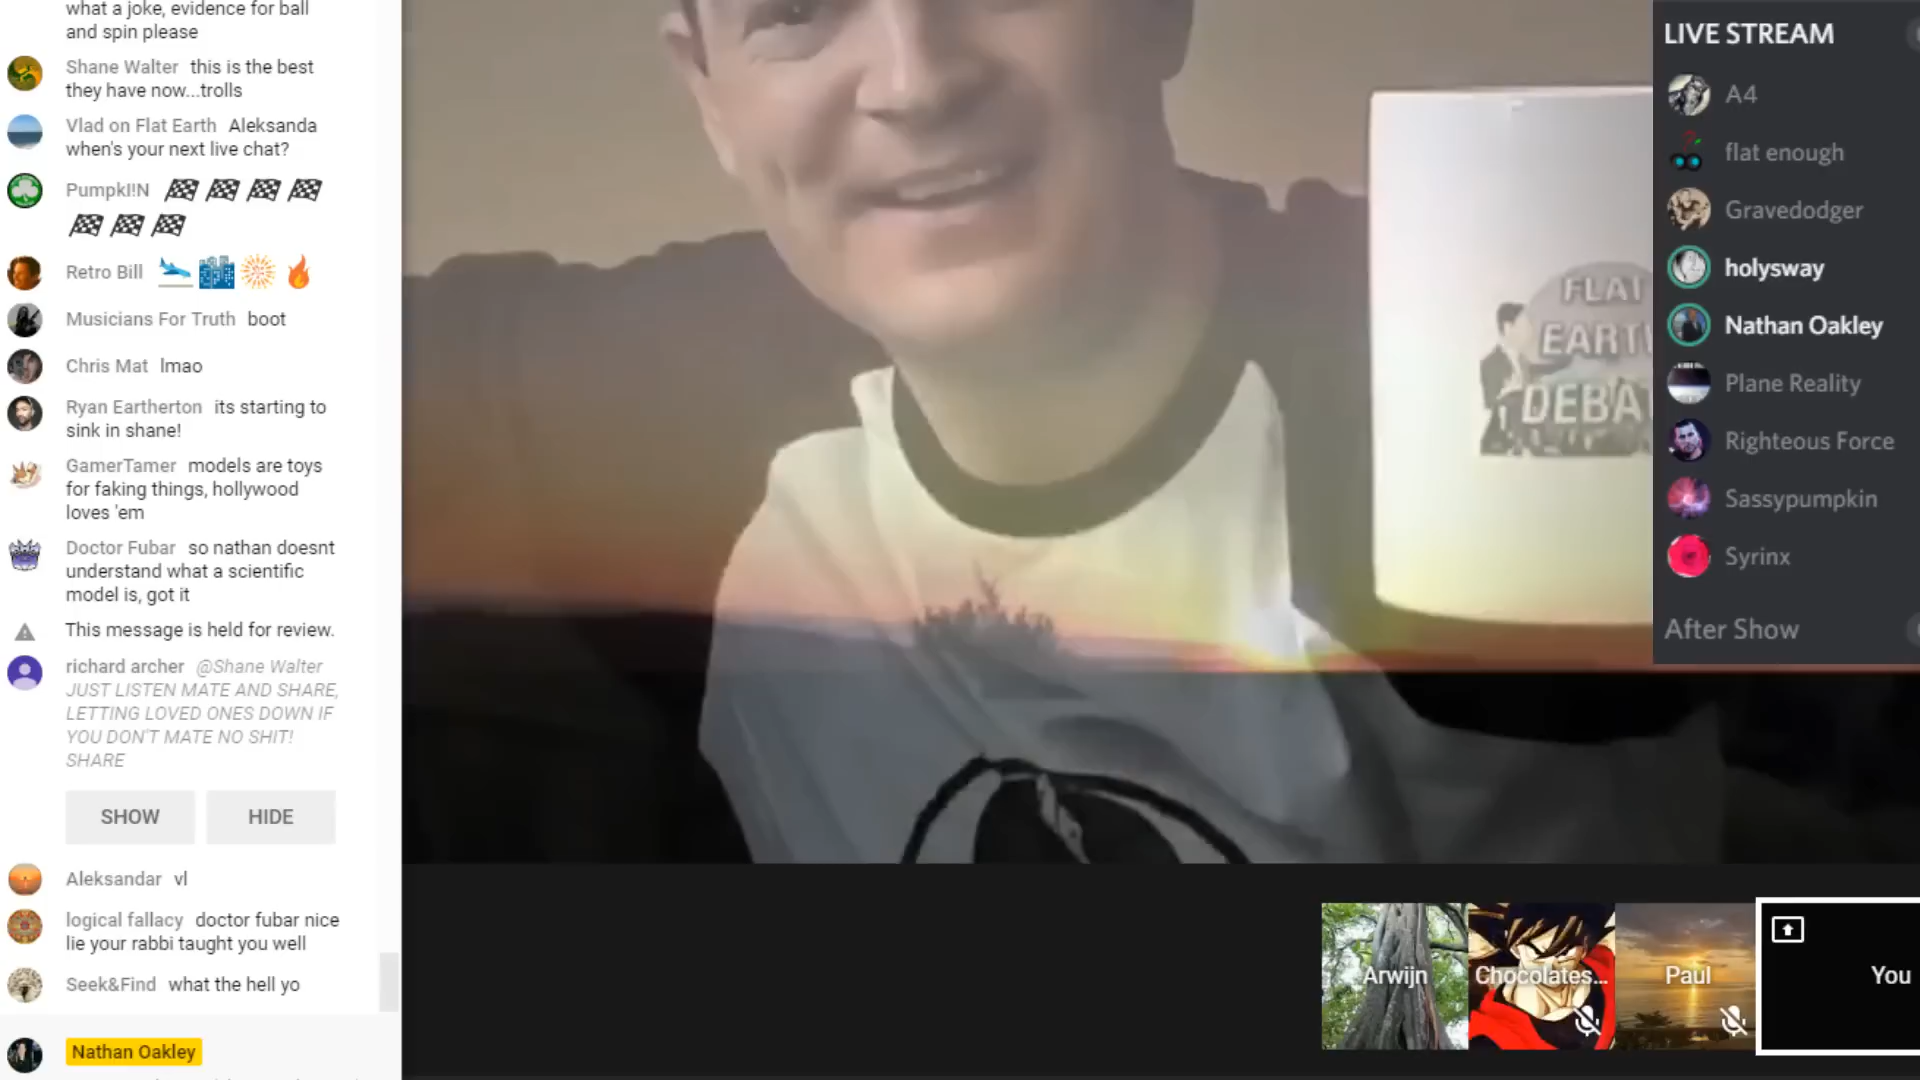 what a joke, evidence for ball
and spin please
Shane Walter this is the best
they have now...trolls
Vlad on Flat Earth Aleksanda
when's your next live chat?
PumpkI!N
Retro Bill
Musicians For Truth boot
Chris Mat lmao
Ryan Eartherton its starting to
sink in shane!
GamerTamer models are toys
for faking things, hollywood
loves 'em
Doctor Fubar so nathan doesnt
understand what a scientific
model is, got it
This message is held for review.
richard archer @Shane Walter
JUST LISTEN MATE AND SHARE,
LETTING LOVED ONES DOWN IF
YOU DON'T MATE NO SHIT!
SHARE
SHOW HIDE
Aleksandar vl
logical fallacy doctor fubar nice
lie your rabbi taught you well
Seek&Find what the hell yo
Nathan Oakley
FLAT
EARTH
DEBA
LIVE STREAM
A4
flat enough
Gravedodger
holysway
Nathan Oakley
Plane Reality
Righteous Force
Sassypumpkin
Syrinx
After Show
Arwijn
Chocolates...
Paul
You